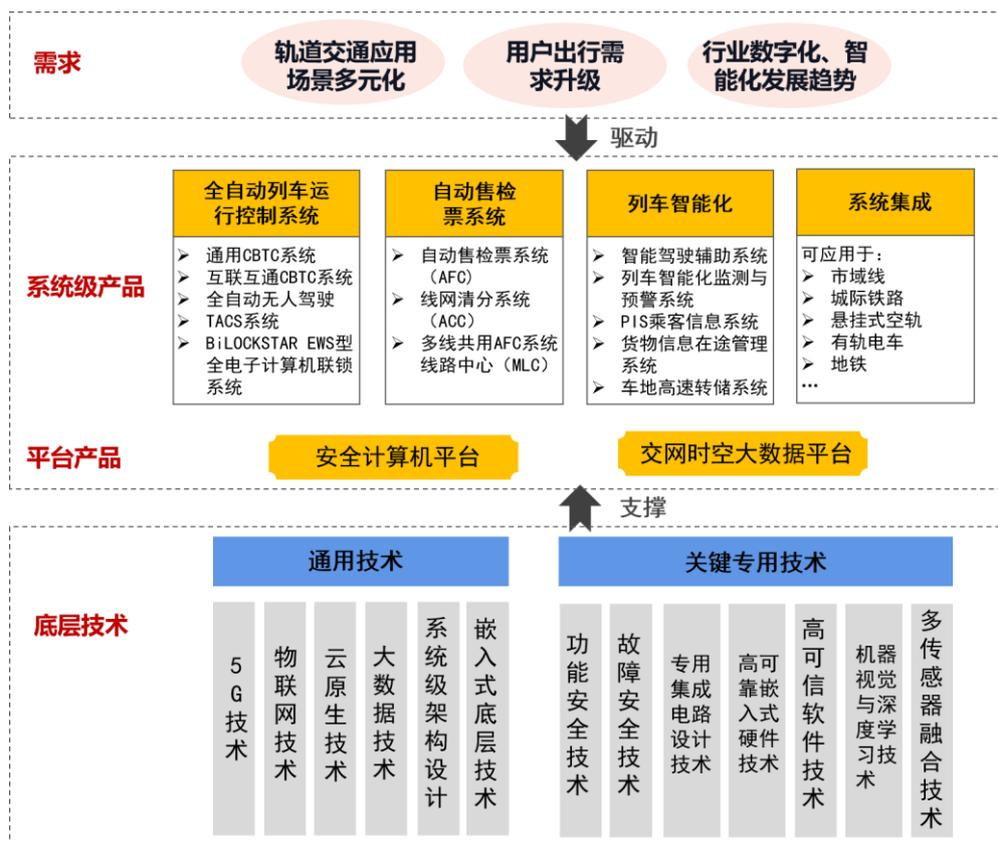 需求
轨道交通应用
场景多元化
用户出行需
求升级
行业数字化、智
能化发展趋势
驱动
系统级产品
全自动列车运
行控制系统
➢ 通用CBTC系统
➢ 互联互通CBTC系统
➢ 全自动无人驾驶
➢ TACS系统
➢ BiLOCKSTAR EWS型
全电子计算机联锁
系统
自动售检
票系统
➢ 自动售检票系统
（AFC）
➢ 线网清分系统
（ACC）
➢ 多线共用AFC系统
线路中心（MLC）
列车智能化
➢ 智能驾驶辅助系统
➢ 列车智能化监测与
预警系统
➢ PIS乘客信息系统
➢ 货物信息在途管理
系统
➢ 车地高速转储系统
系统集成
可应用于：
➢ 市域线
➢ 城际铁路
➢ 悬挂式空轨
➢ 有轨电车
➢ 地铁
…
平台产品
安全计算机平台
交网时空大数据平台
支撑
底层技术
通用技术
5G技术
物联网技术
云原生技术
大数据技术
系统级架构设计
嵌入式底层技术
关键专用技术
功能安全技术
故障安全技术
专用
集成
电路
设计
技术
高可
靠嵌
入式
硬件
技术
高可信软件技术
机器
视觉
与深
度学
习技
术
多传感器融合技术